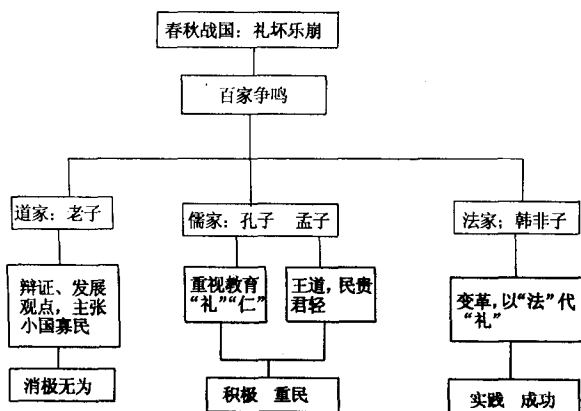 春秋战国：礼坏乐崩
百家争鸣
道家：老子
儒家：孔子 孟子
法家；韩非子
辩证、发展
观点，主张
小国寡民
重视教育
“礼”“仁”
王道，民贵
君轻
变革，以“法”代
“礼”
消极无为
积极 重民
实践 成功